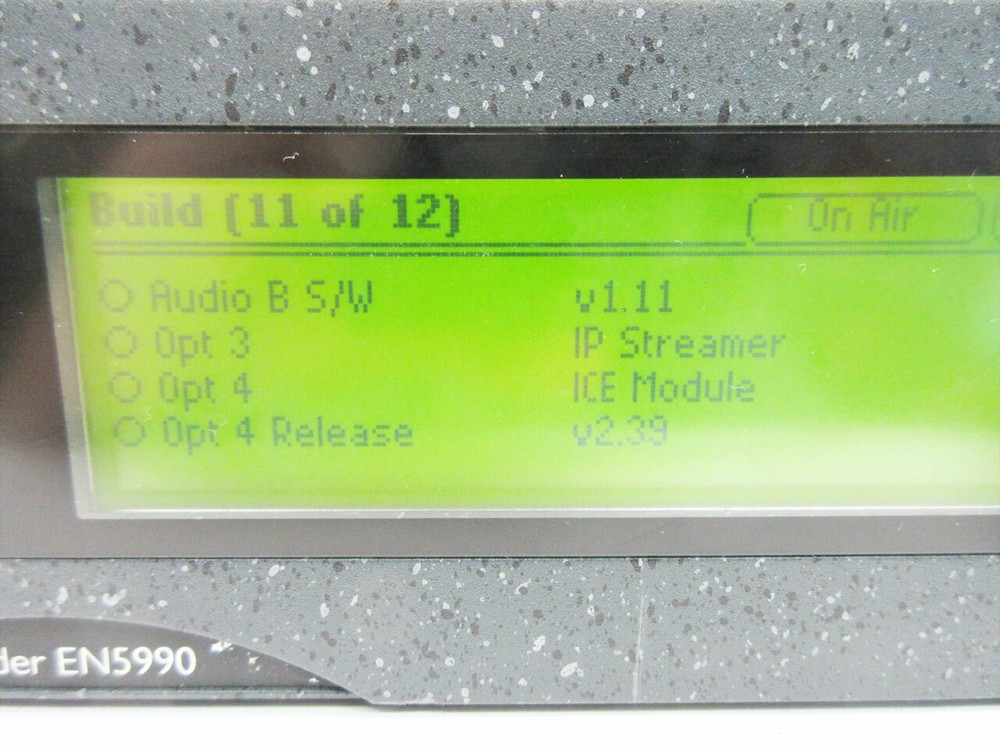 Build (11 of 12)
On Air
Audio B S/W v1.11
Opt 3 IP Streamer
Opt 4 ICE Module
Opt 4 Release v2.39
der EN5990